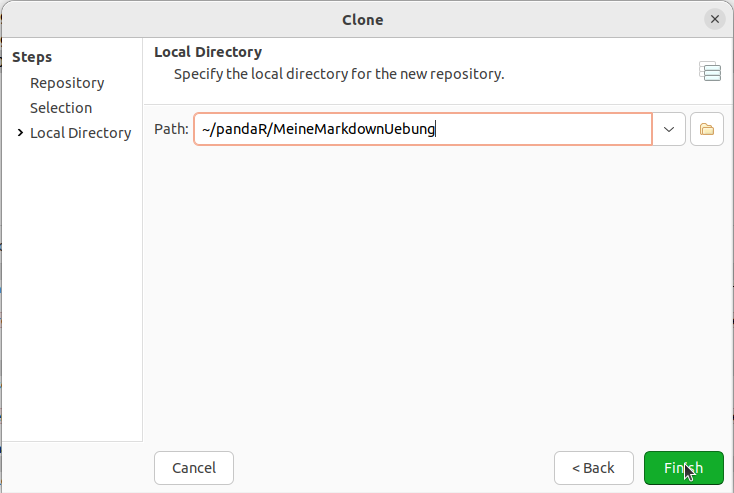 Clone
Steps
Repository
Selection
Local Directory
Local Directory
Specify the local directory for the new repository.
Path: ~/pandaR/MeineMarkdownUebung
Cancel
< Back
Finish